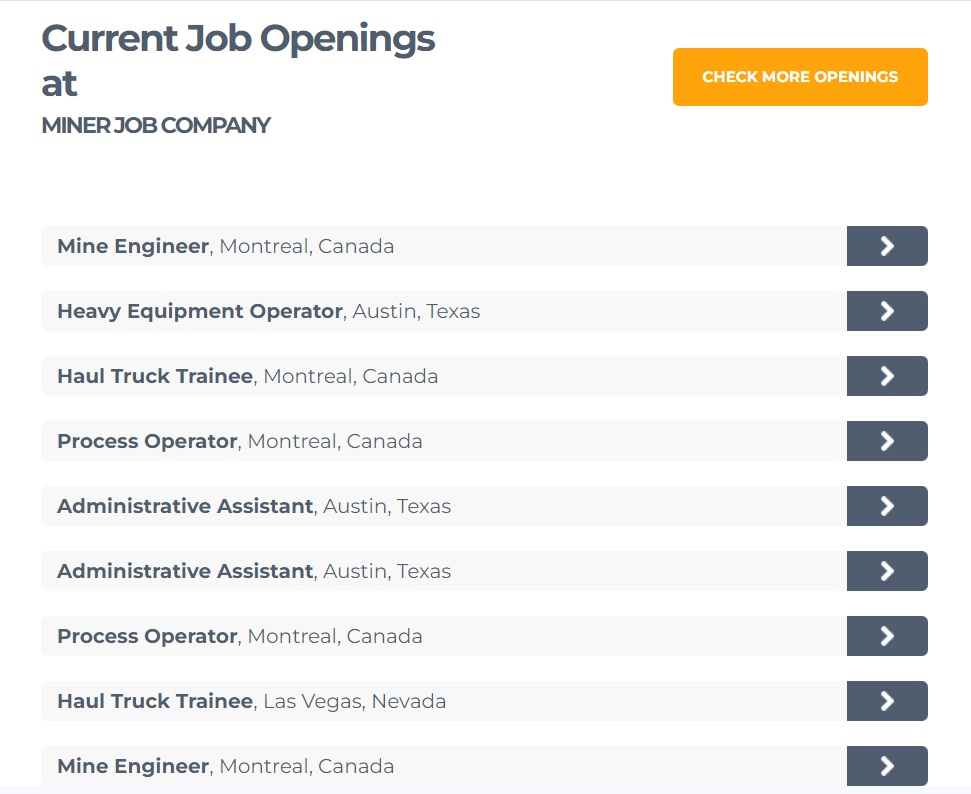 Current Job Openings
at
MINER JOB COMPANY
CHECK MORE OPENINGS
Mine Engineer, Montreal, Canada
Heavy Equipment Operator, Austin, Texas
Haul Truck Trainee, Montreal, Canada
Process Operator, Montreal, Canada
Administrative Assistant, Austin, Texas
Administrative Assistant, Austin, Texas
Process Operator, Montreal, Canada
Haul Truck Trainee, Las Vegas, Nevada
Mine Engineer, Montreal, Canada